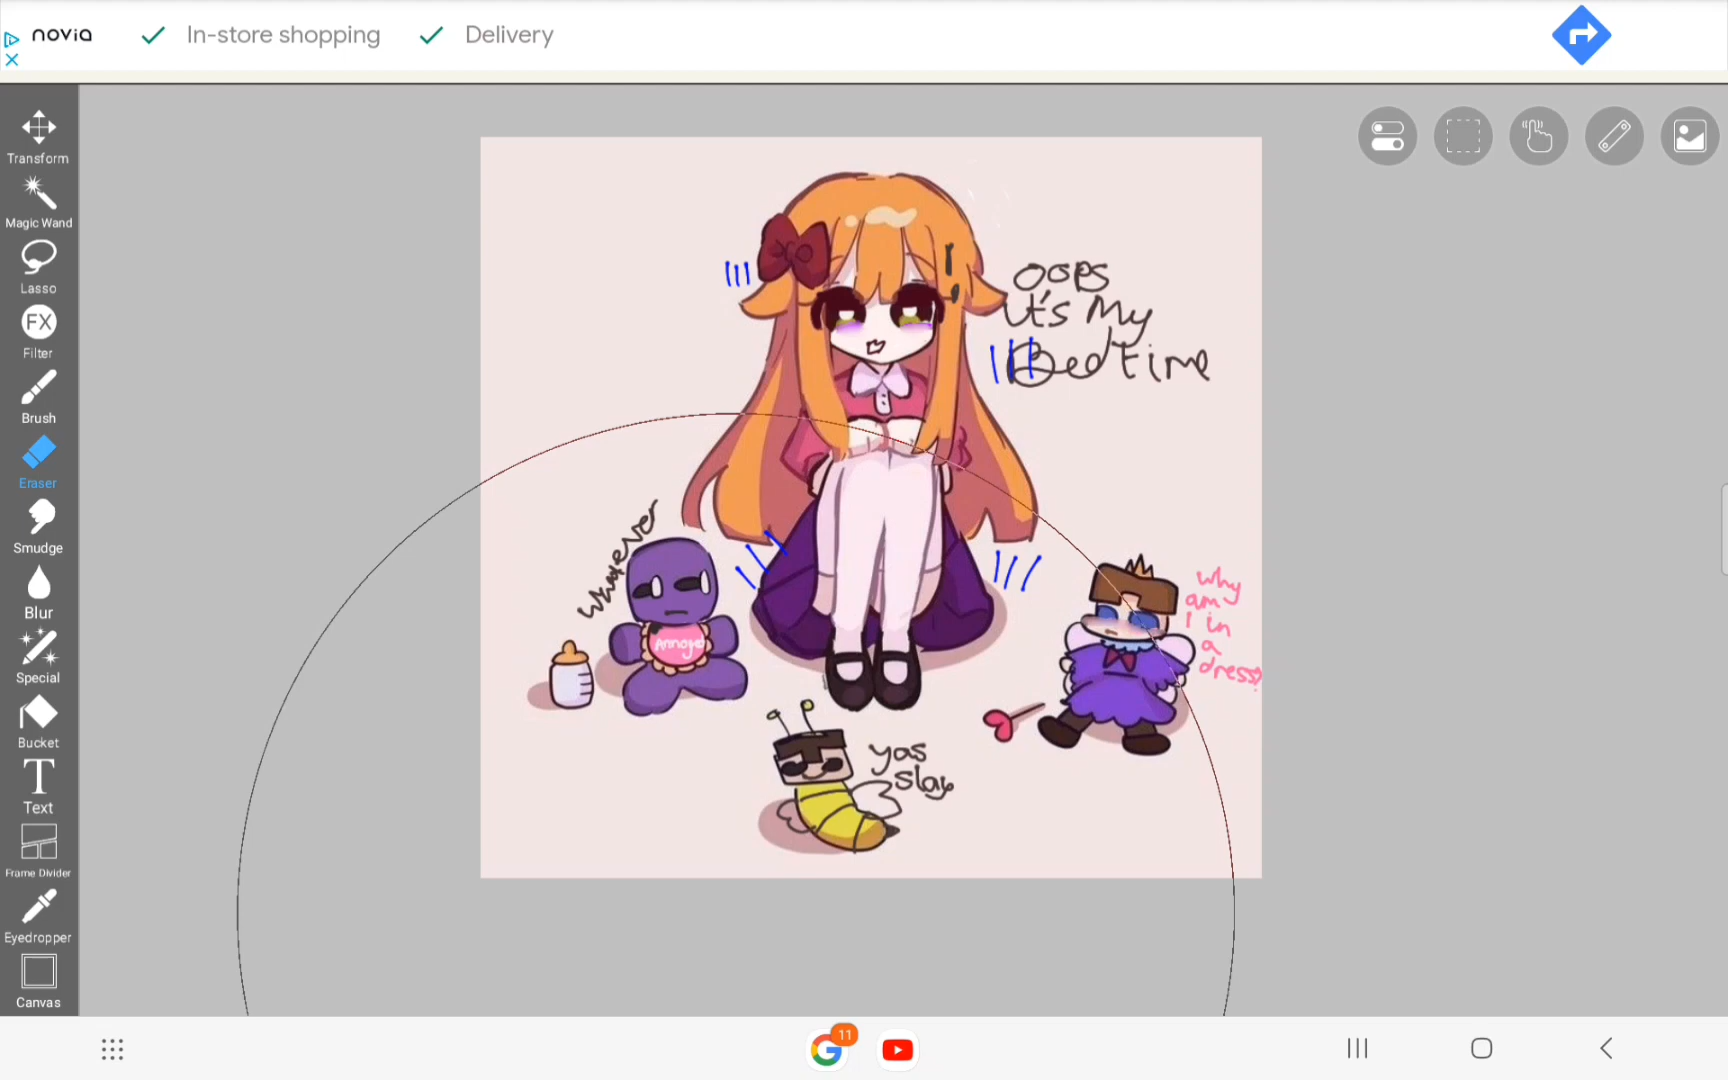 novia
In-store shopping
Delivery
Transform
Magic Wand
Lasso
FX
Filter
Brush
Eraser
Smudge
Blur
Special
Bucket
T
Text
Frame Divider
Eyedropper
Canvas
oops
it's My
Bedtime
whatever
Annoyed
why
am
I in
a
dress?
yas
slay
G
11